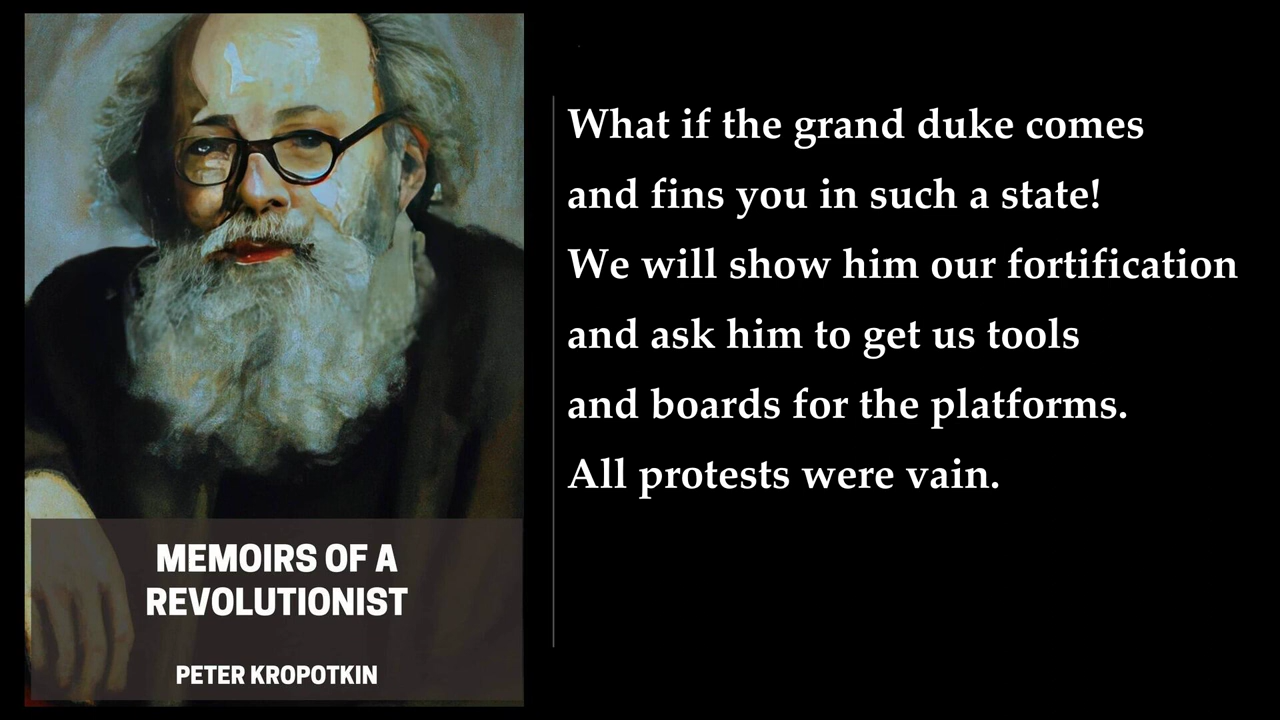 What if the grand duke comes
and fins you in such a state!
We will show him our fortification
and ask him to get us tools
and boards for the platforms.
All protests were vain.
MEMOIRS OF A
REVOLUTIONIST
PETER KROPOTKIN